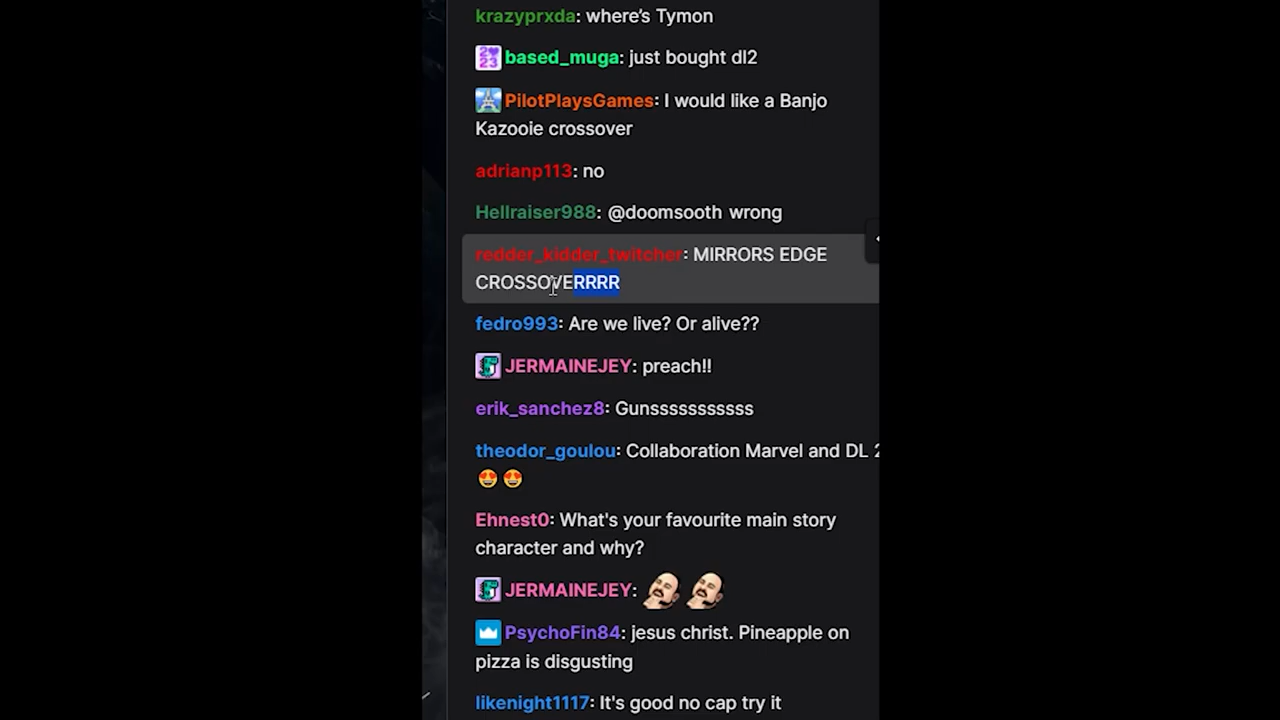 krazyprxda: where's Tymon
based_muga: just bought dl2
PilotPlaysGames: I would like a Banjo
Kazooie crossover
adrianp113: no
Hellraiser988: @doomsooth wrong
redder_kidder_twitcher: MIRRORS EDGE
CROSSOVERRRR
fedro993: Are we live? Or alive??
JERMAINEJEY: preach!!
erik_sanchez8: Gunsssssssssss
theodor_goulou: Collaboration Marvel and DL 2
😍 😍
Ehnest0: What's your favourite main story
character and why?
JERMAINEJEY:
PsychoFin84: jesus christ. Pineapple on
pizza is disgusting
likenight1117: It's good no cap try it